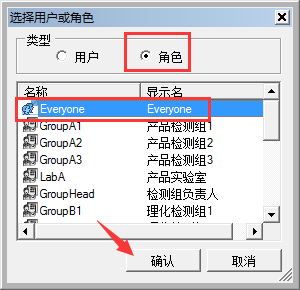 选择用户或角色
类型
用户 角色
名称 显示名
Everyone Everyone
GroupA1 产品检测组1
GroupA2 产品检测组2
GroupA3 产品检测组3
LabA 产品实验室
GroupHead 检测组负责人
GroupB1 理化检测组1
确认 取消